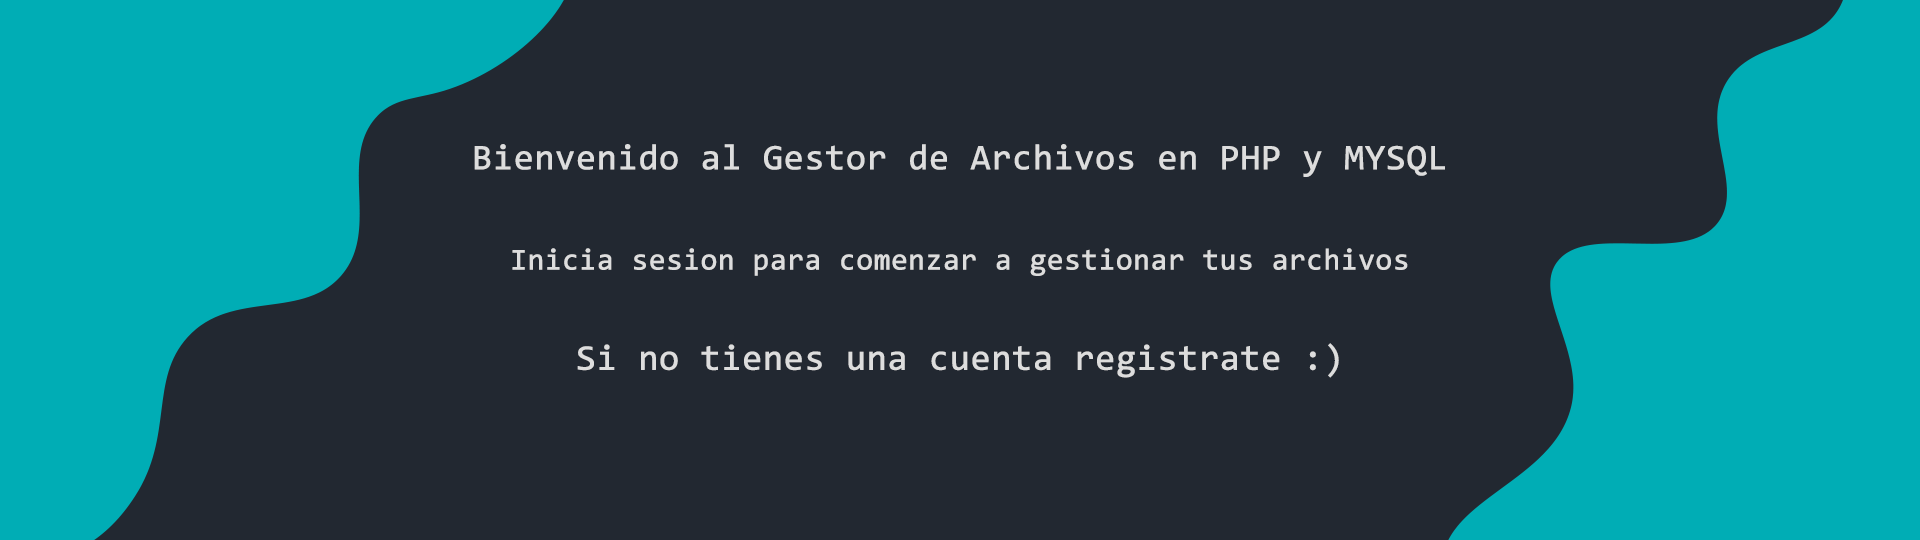 Bienvenido al Gestor de Archivos en PHP y MYSQL
Inicia sesion para comenzar a gestionar tus archivos
Si no tienes una cuenta registrate :)